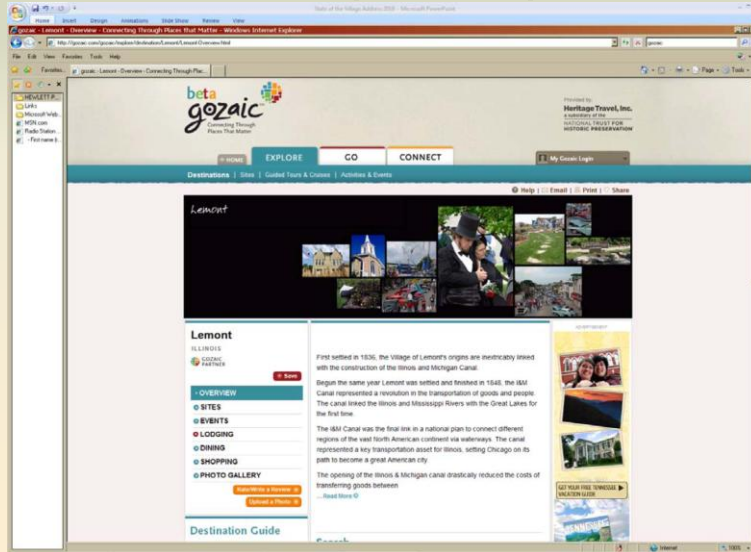 State of the Village Address 2010 - Microsoft PowerPoint
Home Insert Design Animations Slide Show Review View
gozaic - Lemont - Overview - Connecting Through Places that Matter - Windows Internet Explorer
File Edit View Favorites Tools Help
Favorites
gozaic - Lemont - Overview - Connecting Through Plac...
Page Tools
HEWLETT-P...
Links
Microsoft Web...
MSN.com
Radio Station...
beta
gozaic
Connecting Through
Places That Matter
Provided by
Heritage Travel, Inc.
a subsidiary of the
NATIONAL TRUST FOR
HISTORIC PRESERVATION
HOME EXPLORE GO CONNECT My Gozaic Login
Destinations | Sites | Guided Tours & Cruises | Activities & Events
Help | Email | Print | Share
Lemont
Lemont
ILLINOIS
GOZAIC
PARTNER
+ Save
OVERVIEW
SITES
EVENTS
LODGING
DINING
SHOPPING
PHOTO GALLERY
Rate/Write a Review
Upload a Photo
Destination Guide
First settled in 1836, the Village of Lemont's origins are inextricably linked
with the construction of the Illinois and Michigan Canal.
Begun the same year Lemont was settled and finished in 1848, the I&M
Canal represented a revolution in the transportation of goods and people.
The canal linked the Illinois and Mississippi Rivers with the Great Lakes for
the first time.
The I&M Canal was the final link in a national plan to connect different
regions of the vast North American continent via waterways. The canal
represented a key transportation asset for Illinois, setting Chicago on its
path to become a great American city.
The opening of the Illinois & Michigan canal drastically reduced the costs of
transferring goods between
... Read More
Search
ADVERTISEMENT
GET YOUR FREE TENNESSEE
VACATION GUIDE
Internet
100%